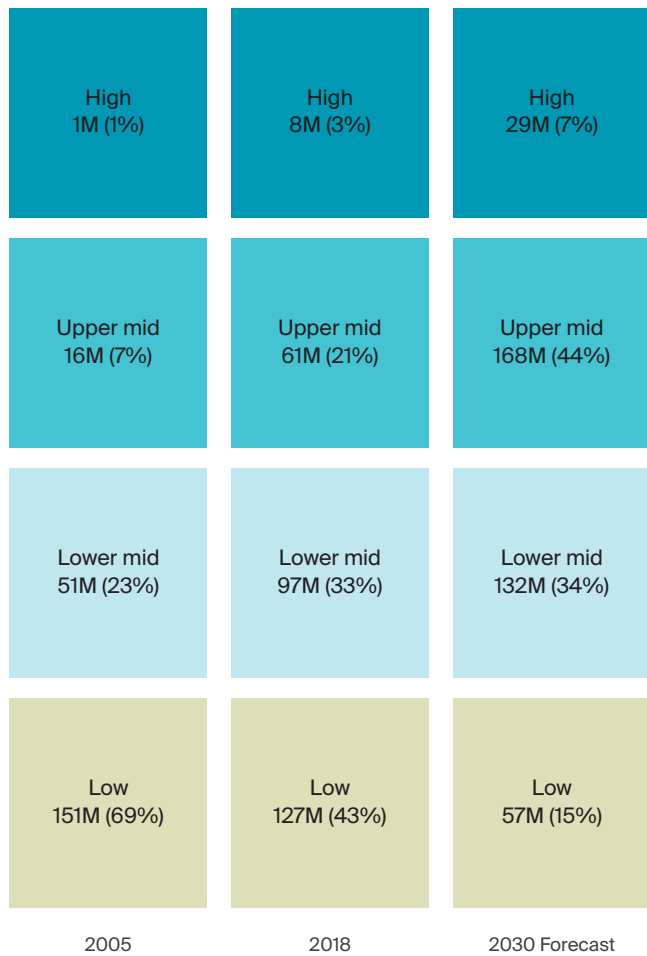 High
1M (1%)
High
8M (3%)
High
29M (7%)
Upper mid
16M (7%)
Upper mid
61M (21%)
Upper mid
168M (44%)
Lower mid
51M (23%)
Lower mid
97M (33%)
Lower mid
132M (34%)
Low
151M (69%)
Low
127M (43%)
Low
57M (15%)
2005
2018
2030 Forecast